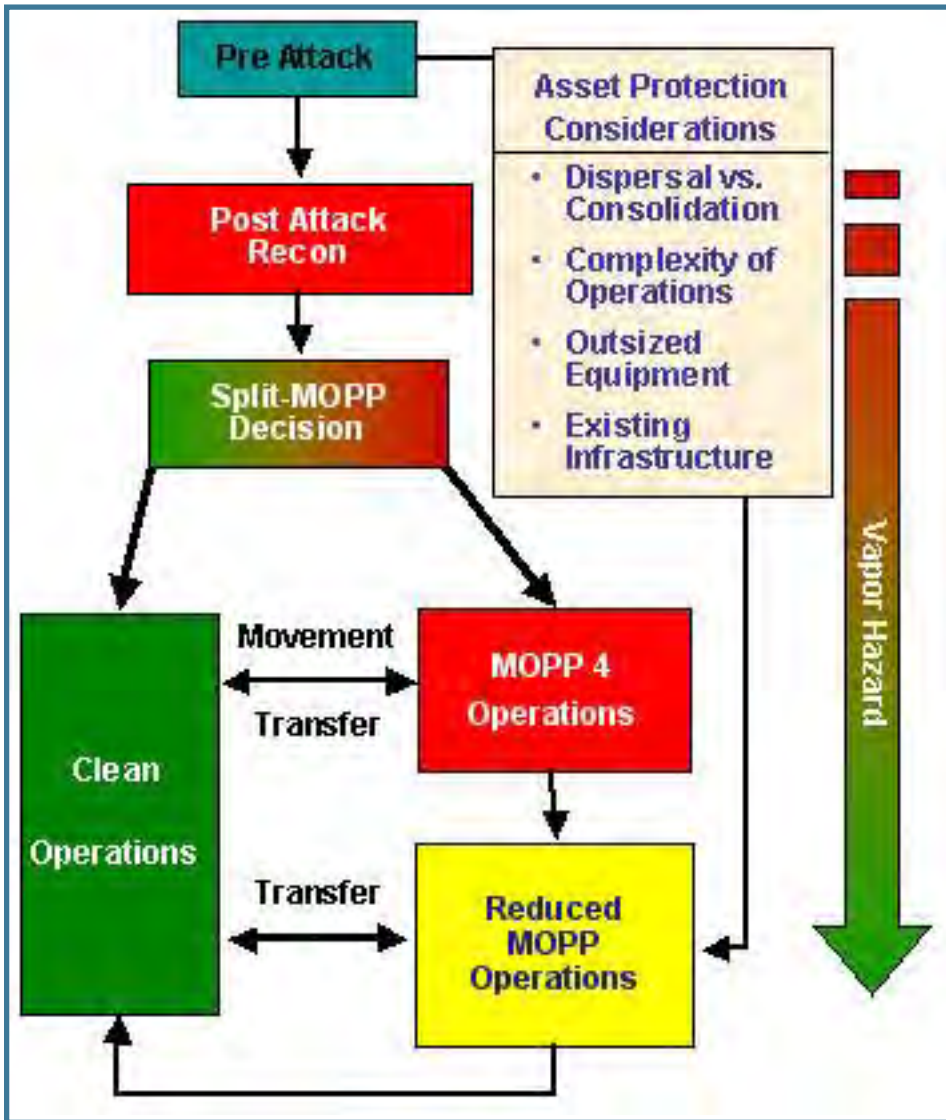 Pre Attack
Asset Protection
Considerations
• Dispersal vs.
Consolidation
• Complexity of
Operations
• Outsized
Equipment
• Existing
Infrastructure
Post Attack
Recon
Split-MOPP
Decision
Vapor Hazard
Movement
Transfer
MOPP 4
Operations
Clean
Operations
Transfer
Reduced
MOPP
Operations